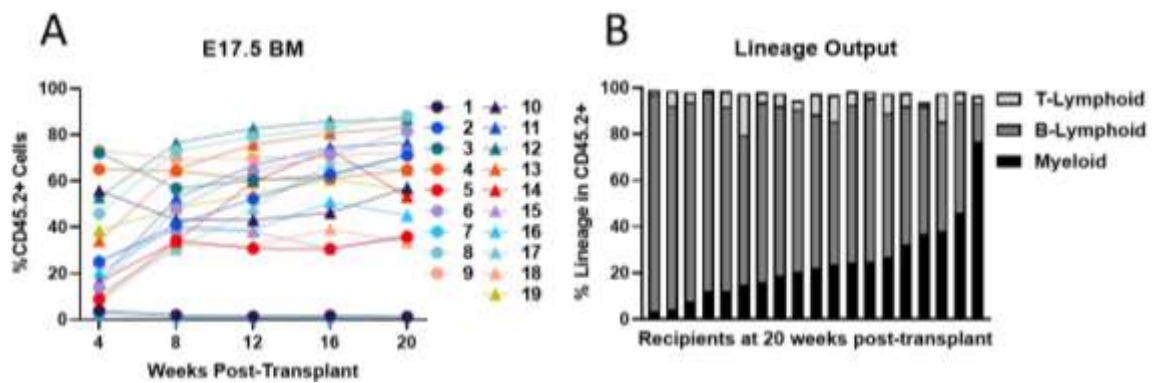 A
E17.5 BM
%CD45.2+ Cells
100
80
60
40
20
0
4 8 12 16 20
Weeks Post-Transplant
1 10
2 11
3 12
4 13
5 14
6 15
7 16
8 17
9 18
19
B
Lineage Output
% Lineage in CD45.2+
100
80
60
40
20
0
Recipients at 20 weeks post-transplant
T-Lymphoid
B-Lymphoid
Myeloid